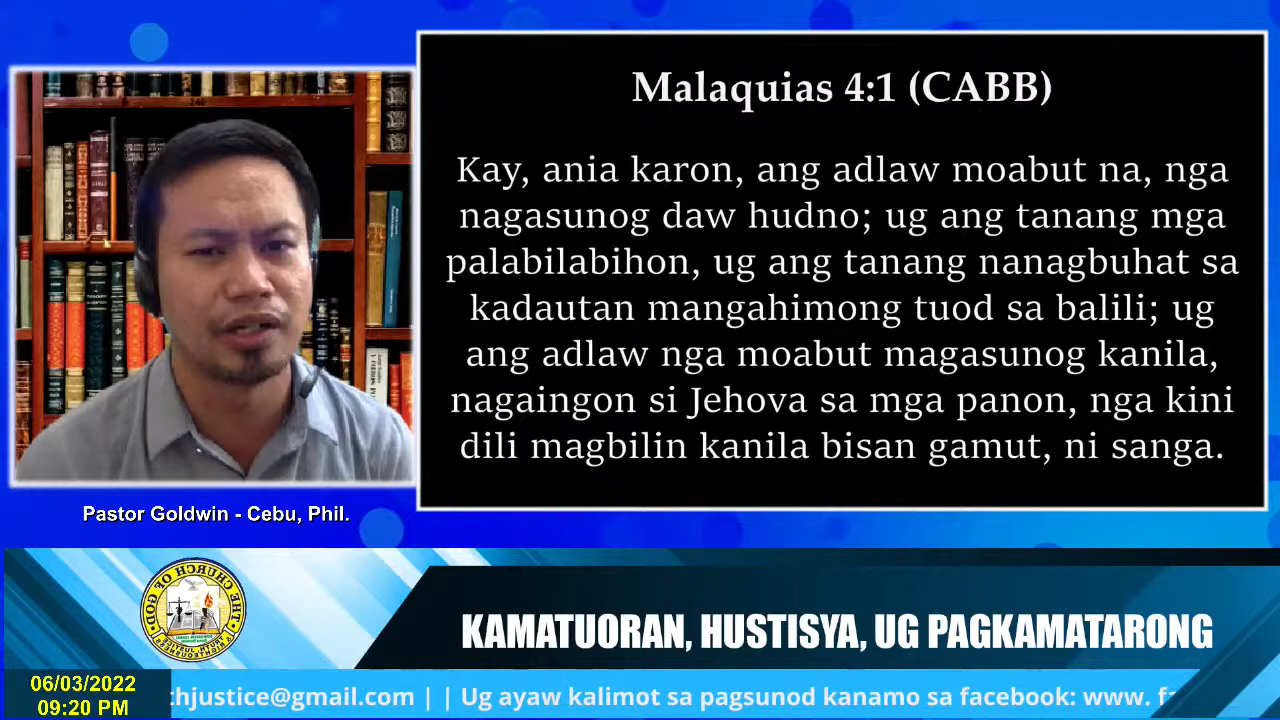 Malaquias 4:1 (CABB)
Kay, ania karon, ang adlaw moabut na, nga
nagasunog daw hudno; ug ang tanang mga
palabilabihon, ug ang tanang nanagbuhat sa
kadautan mangahimong tuod sa balili; ug
ang adlaw nga moabut magasunog kanila,
nagaingon si Jehova sa mga panon, nga kini
dili magbilin kanila bisan gamut, ni sanga.
Pastor Goldwin - Cebu, Phil.
THE CHURCH OF GOD
KAMATUORAN, HUSTISYA, UG PAGKAMATARONG
06/03/2022
09:20 PM
thjustice@gmail.com | | Ug ayaw kalimot sa pagsunod kanamo sa facebook: www.